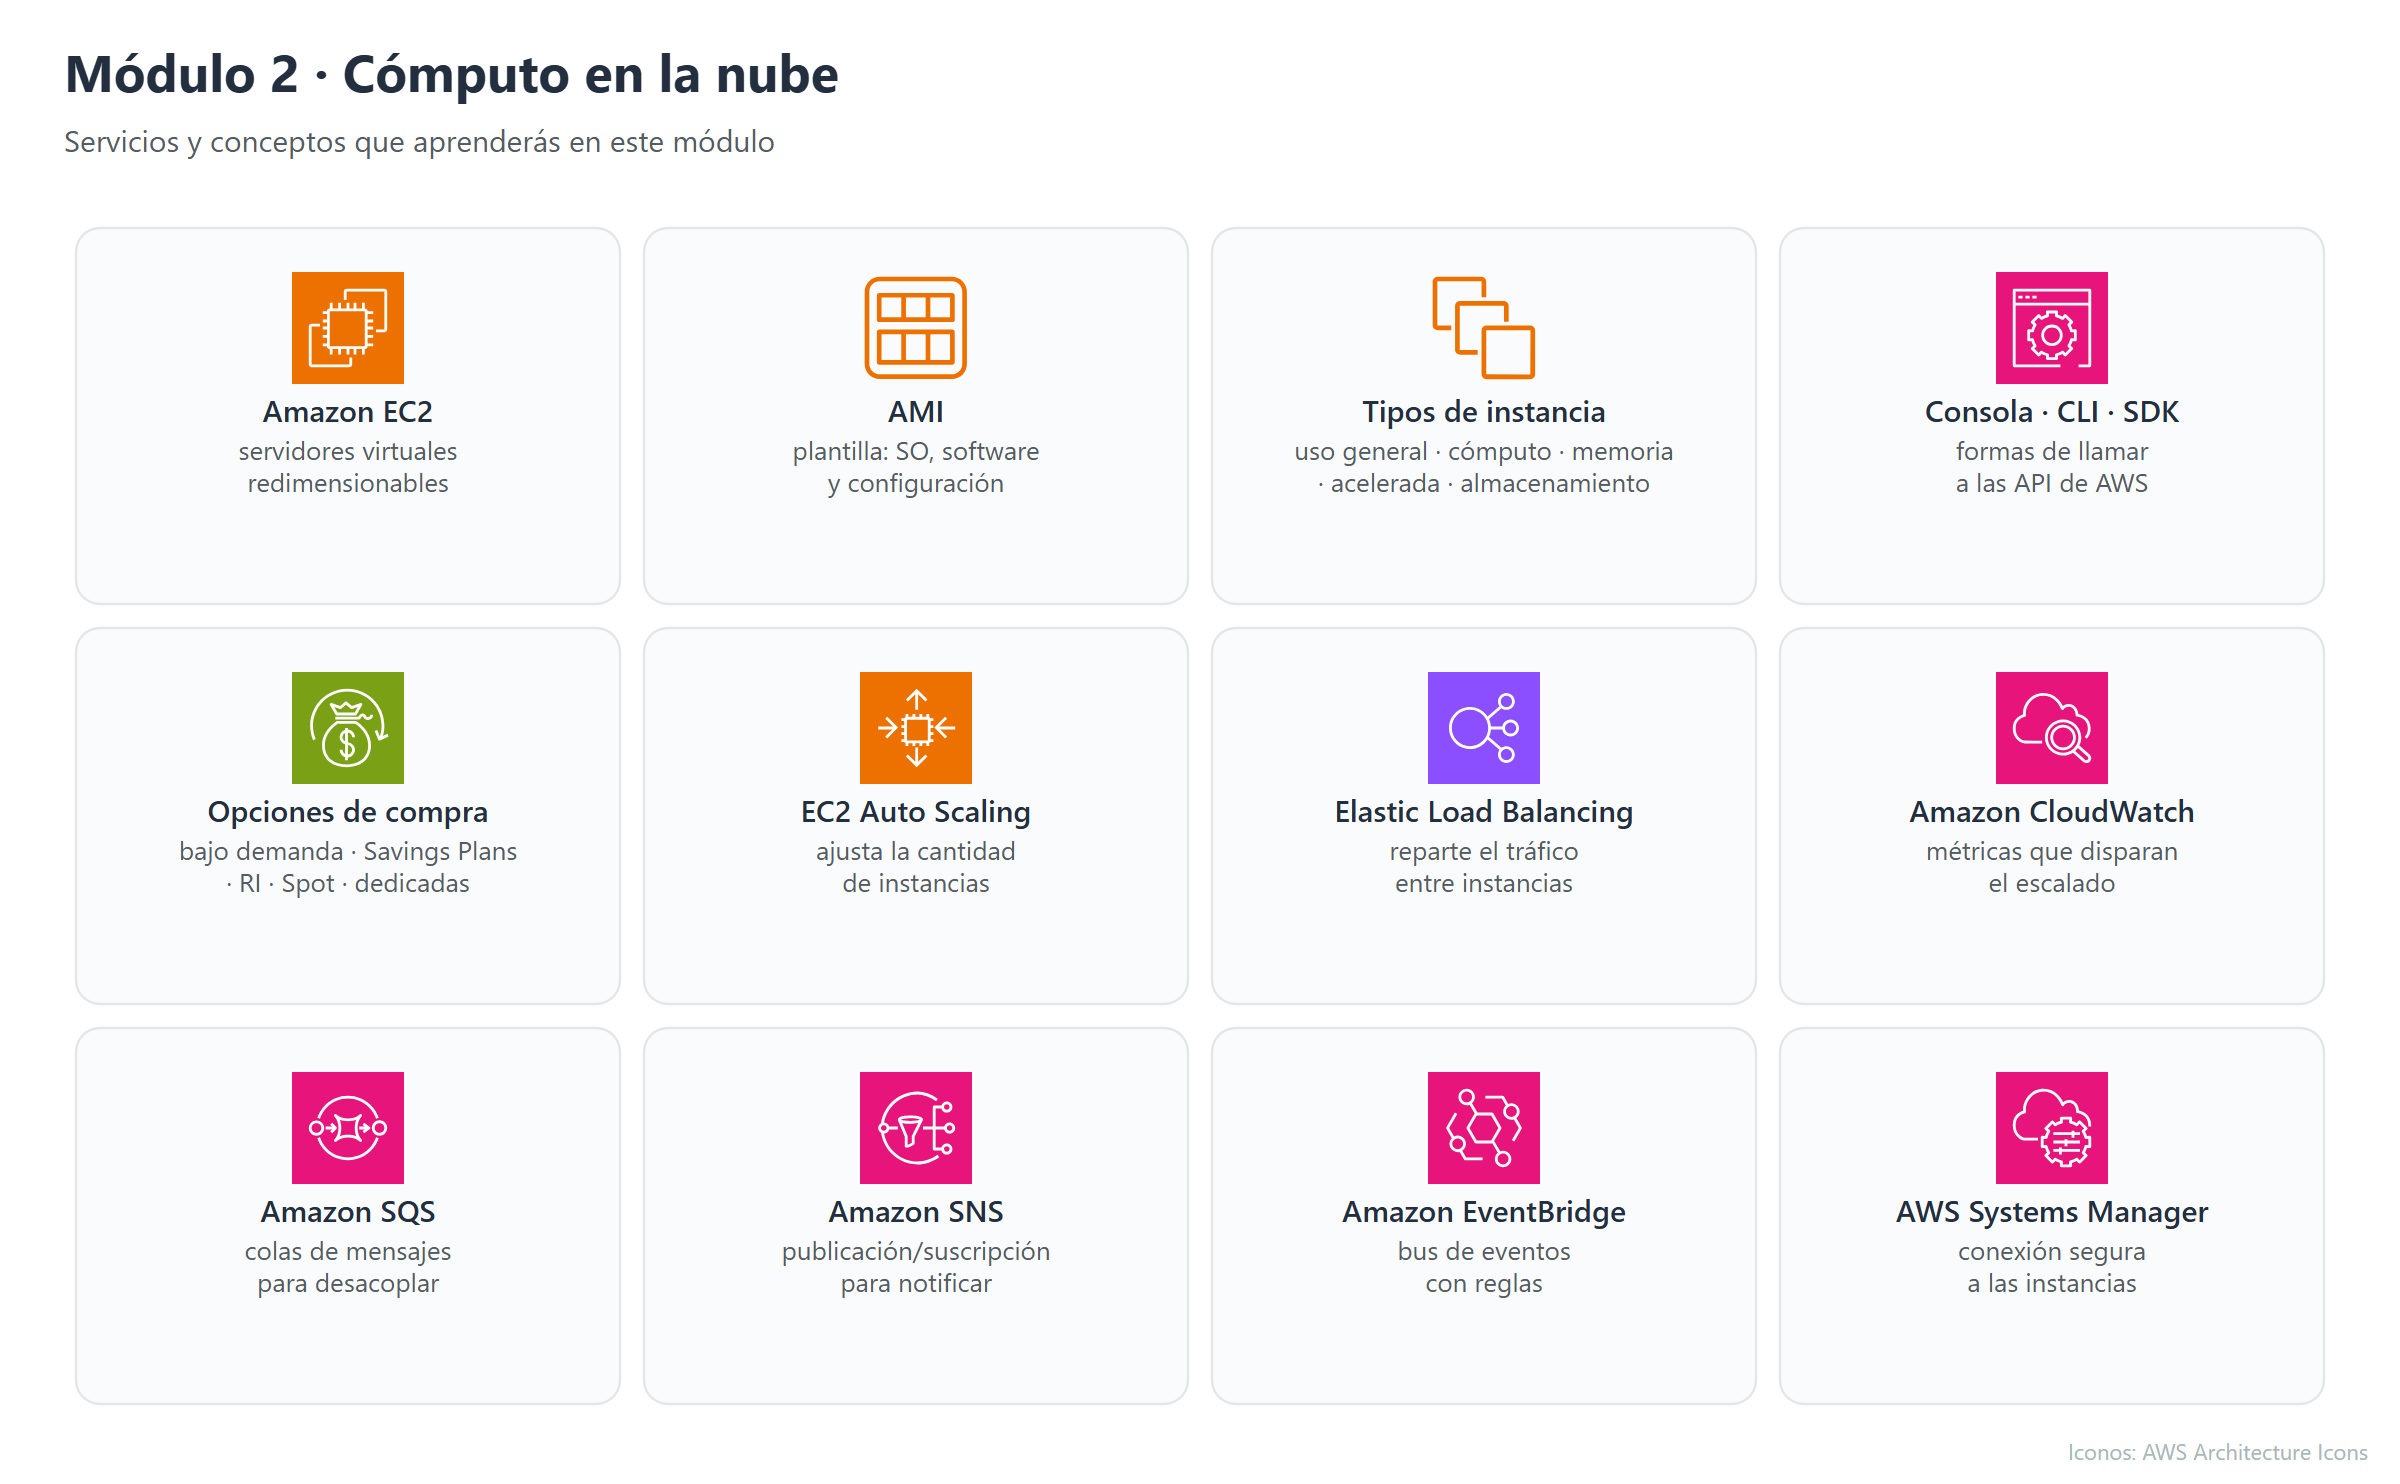 Módulo 2 · Cómputo en la nube
Servicios y conceptos que aprenderás en este módulo
Amazon EC2
servidores virtuales
redimensionables
AMI
plantilla: SO, software
y configuración
Tipos de instancia
uso general · cómputo · memoria
· acelerada · almacenamiento
Consola · CLI · SDK
formas de llamar
a las API de AWS
Opciones de compra
bajo demanda · Savings Plans
· RI · Spot · dedicadas
EC2 Auto Scaling
ajusta la cantidad
de instancias
Elastic Load Balancing
reparte el tráfico
entre instancias
Amazon CloudWatch
métricas que disparan
el escalado
Amazon SQS
colas de mensajes
para desacoplar
Amazon SNS
publicación/suscripción
para notificar
Amazon EventBridge
bus de eventos
con reglas
AWS Systems Manager
conexión segura
a las instancias
Iconos: AWS Architecture Icons